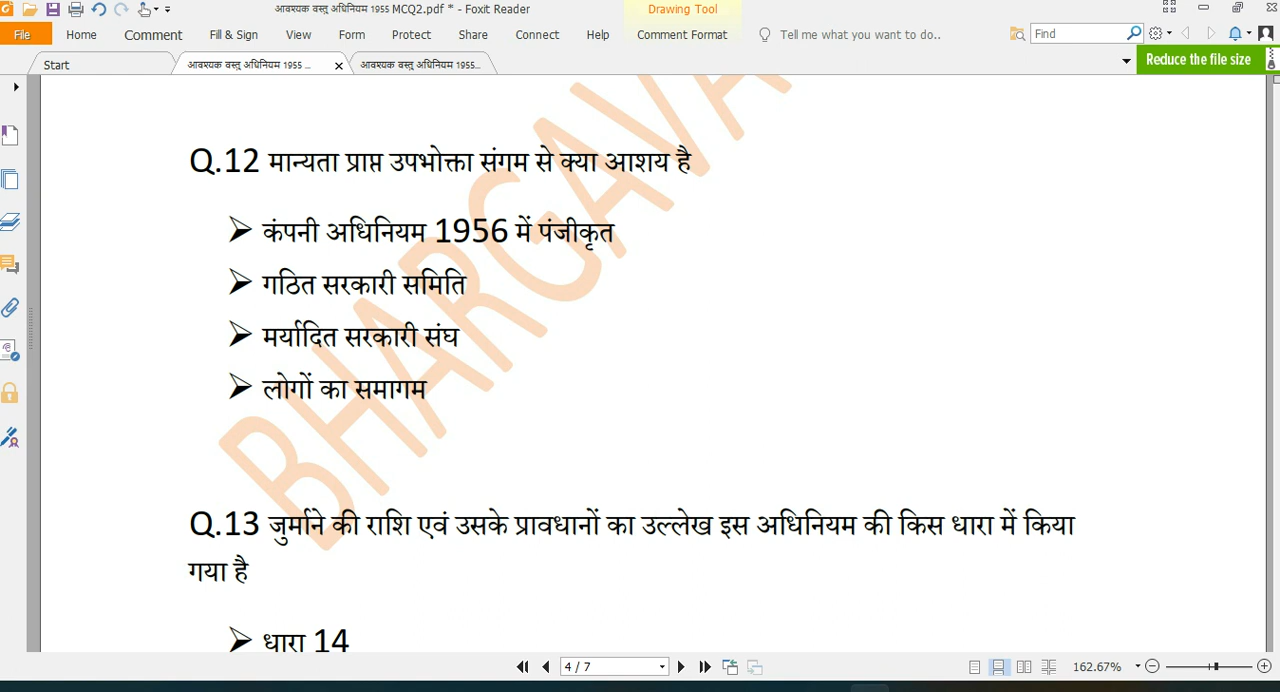 आवश्यक वस्तु अधिनियम 1955 MCQ2.pdf * - Foxit Reader
Drawing Tool
File Home Comment Fill & Sign View Form Protect Share Connect Help Comment Format Tell me what you want to do.. Find
Start आवश्यक वस्तु अधिनियम 1955 ... आवश्यक वस्तु अधिनियम 1955... Reduce the file size
BHARGAVA
Q.12 मान्यता प्राप्त उपभोक्ता संगम से क्या आशय है
कंपनी अधिनियम 1956 में पंजीकृत
गठित सरकारी समिति
मर्यादित सरकारी संघ
लोगों का समागम
Q.13 जुर्माने की राशि एवं उसके प्रावधानों का उल्लेख इस अधिनियम की किस धारा में किया
गया है
धारा 14
4 / 7 162.67%